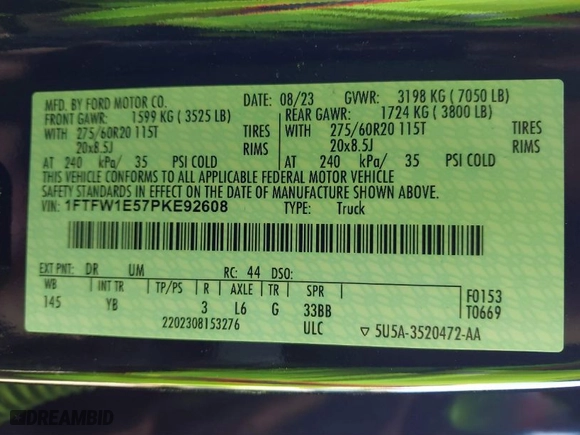 MFD. BY FORD MOTOR CO. DATE: 08/23 GVWR: 3198 KG ( 7050 LB)
FRONT GAWR: 1599 KG ( 3525 LB) REAR GAWR: 1724 KG ( 3800 LB)
WITH 275/60R20 115T TIRES WITH 275/60R20 115T TIRES
20x8.5J RIMS 20x8.5J RIMS
AT 240 kPa/ 35 PSI COLD AT 240 kPa/ 35 PSI COLD
THIS VEHICLE CONFORMS TO ALL APPLICABLE FEDERAL MOTOR VEHICLE
SAFETY STANDARDS IN EFFECT ON THE DATE OF MANUFACTURE SHOWN ABOVE.
VIN: 1FTFW1E57PKE92608 TYPE: Truck
EXT PNT: DR UM RC: 44 DSO:
WB INT TR TP/PS R AXLE TR SPR
145 YB 3 L6 G 33BB
F0153
T0669
2202308153276 ULC ▽ 5U5A-3520472-AA
DREAMBID